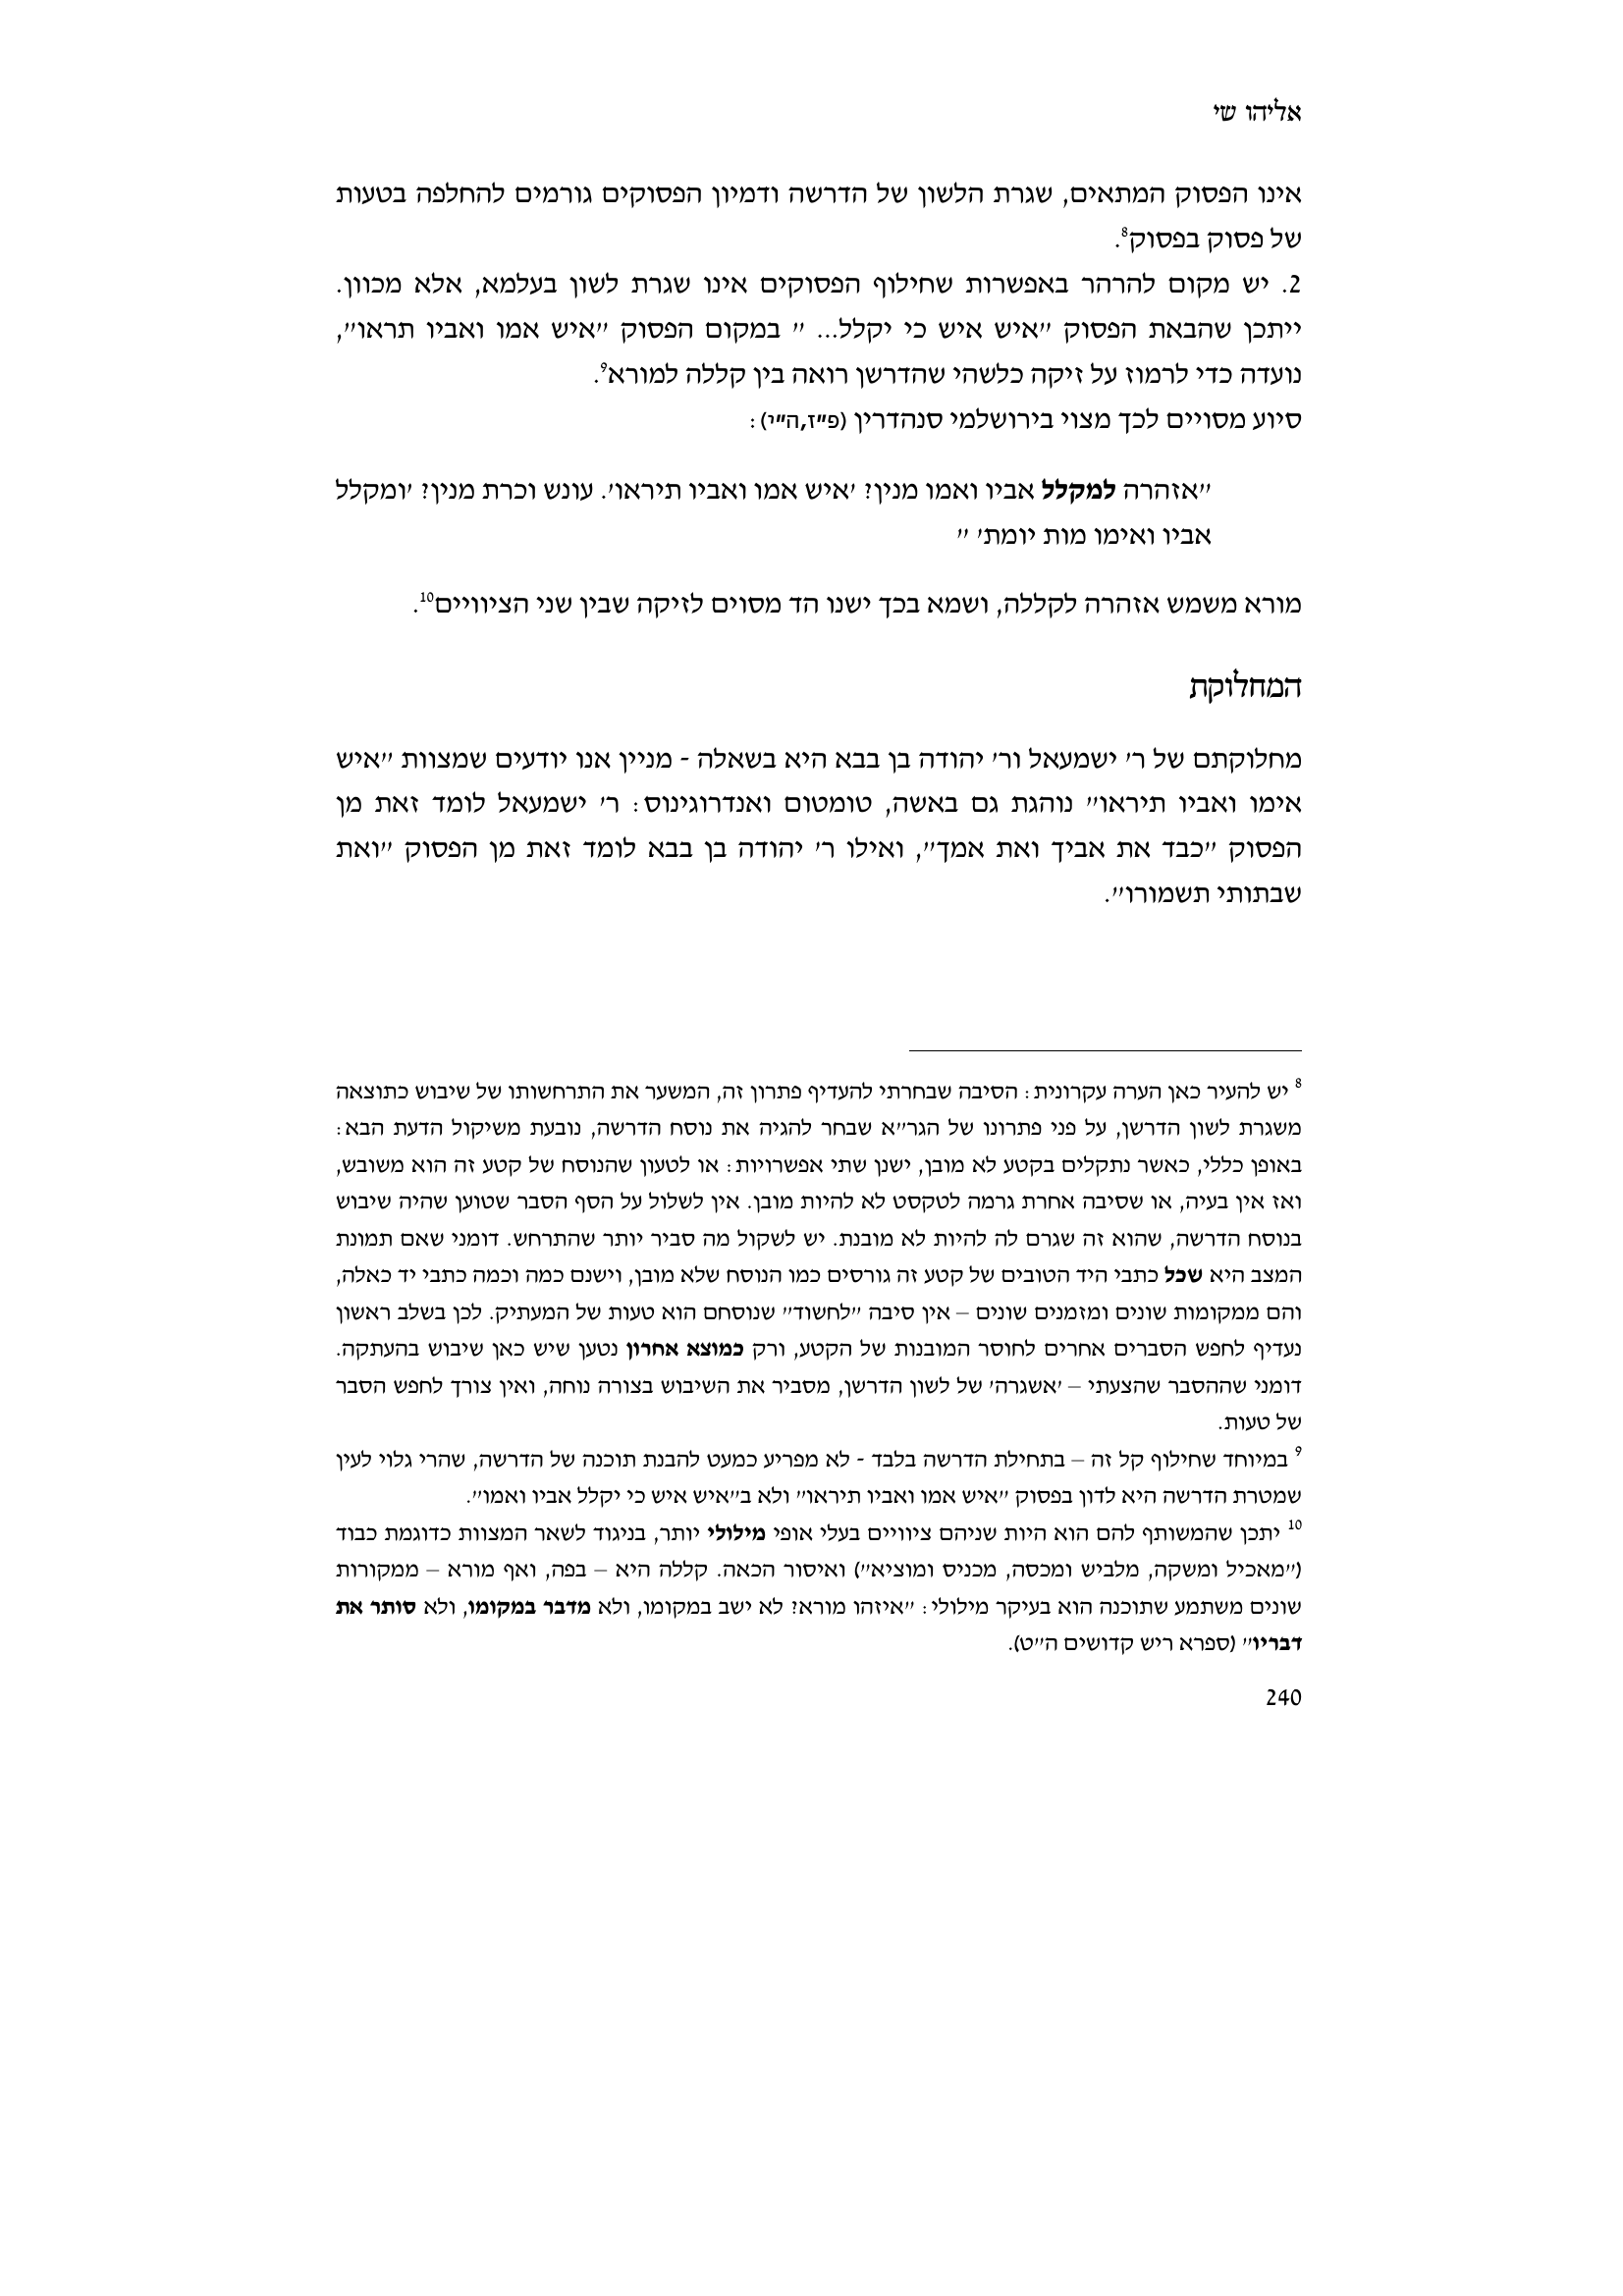 אליהו שי
אינו הפסוק המתאים, שגרת הלשון של הדרשה ודמיון הפסוקים גורמים להחלפה בטעות
של פסוק בפסוק8.
2. יש מקום להרהר באפשרות שחילוף הפסוקים אינו שגרת לשון בעלמא, אלא מכוון.
ייתכן שהבאת הפסוק "איש איש כי יקלל... " במקום הפסוק "איש אמו ואביו תראו",
נועדה כדי לרמוז על זיקה כלשהי שהדרשן רואה בין קללה למורא9.
סיוע מסויים לכך מצוי בירושלמי סנהדרין (פ"ז,ה"י):
"אזהרה למקלל אביו ואמו מנין? 'איש אמו ואביו תיראו'. עונש וכרת מנין? 'ומקלל
אביו ואימו מות יומת' "
מורא משמש אזהרה לקללה, ושמא בכך ישנו הד מסוים לזיקה שבין שני הציוויים10.
המחלוקת
מחלוקתם של ר' ישמעאל ור' יהודה בן בבא היא בשאלה - מניין אנו יודעים שמצוות "איש
אימו ואביו תיראו" נוהגת גם באשה, טומטום ואנדרוגינוס: ר' ישמעאל לומד זאת מן
הפסוק "כבד את אביך ואת אמך", ואילו ר' יהודה בן בבא לומד זאת מן הפסוק "ואת
שבתותי תשמורו".
8 יש להעיר כאן הערה עקרונית: הסיבה שבחרתי להעדיף פתרון זה, המשער את התרחשותו של שיבוש כתוצאה
משגרת לשון הדרשן, על פני פתרונו של הגר"א שבחר להגיה את נוסח הדרשה, נובעת משיקול הדעת הבא:
באופן כללי, כאשר נתקלים בקטע לא מובן, ישנן שתי אפשרויות: או לטעון שהנוסח של קטע זה הוא משובש,
ואז אין בעיה, או שסיבה אחרת גרמה לטקסט לא להיות מובן. אין לשלול על הסף הסבר שטוען שהיה שיבוש
בנוסח הדרשה, שהוא זה שגרם לה להיות לא מובנת. יש לשקול מה סביר יותר שהתרחש. דומני שאם תמונת
המצב היא שכל כתבי היד הטובים של קטע זה גורסים כמו הנוסח שלא מובן, וישנם כמה וכמה כתבי יד כאלה,
והם ממקומות שונים ומזמנים שונים – אין סיבה "לחשוד" שנוסחם הוא טעות של המעתיק. לכן בשלב ראשון
נעדיף לחפש הסברים אחרים לחוסר המובנות של הקטע, ורק כמוצא אחרון נטען שיש כאן שיבוש בהעתקה.
דומני שההסבר שהצעתי – 'אשגרה' של לשון הדרשן, מסביר את השיבוש בצורה נוחה, ואין צורך לחפש הסבר
של טעות.
9 במיוחד שחילוף קל זה – בתחילת הדרשה בלבד - לא מפריע כמעט להבנת תוכנה של הדרשה, שהרי גלוי לעין
שמטרת הדרשה היא לדון בפסוק "איש אמו ואביו תיראו" ולא ב"איש איש כי יקלל אביו ואמו".
10 יתכן שהמשותף להם הוא היות שניהם ציוויים בעלי אופי מילולי יותר, בניגוד לשאר המצוות כדוגמת כבוד
("מאכיל ומשקה, מלביש ומכסה, מכניס ומוציא") ואיסור הכאה. קללה היא – בפה, ואף מורא – ממקורות
שונים משתמע שתוכנה הוא בעיקר מילולי: "איזהו מורא? לא ישב במקומו, ולא מדבר במקומו, ולא סותר את
דבריו" (ספרא ריש קדושים ה"ט).
240